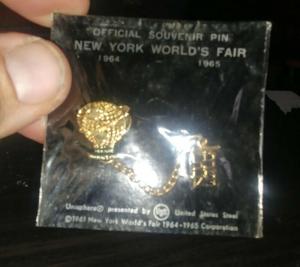 OFFICIAL SOUVENIR PIN
NEW YORK WORLD'S FAIR
1964 1965
Unisphere® presented by USS United States Steel
©1961 New York World's Fair 1964-1965 Corporation